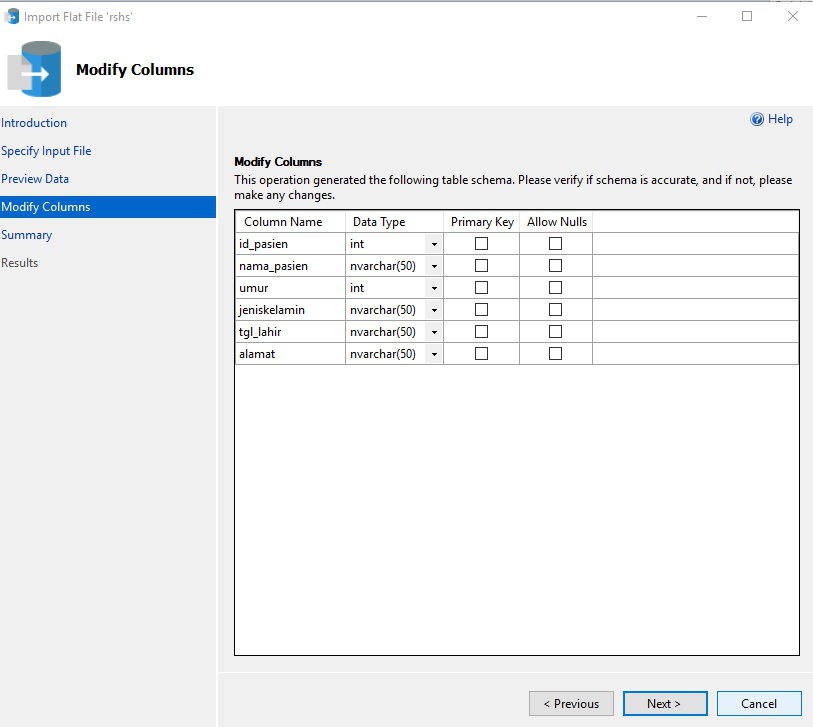 Import Flat File 'rshs'
Modify Columns
Introduction
Specify Input File
Preview Data
Modify Columns
Summary
Results
Help
Modify Columns
This operation generated the following table schema. Please verify if schema is accurate, and if not, please
make any changes.
Column Name Data Type Primary Key Allow Nulls
id_pasien int
nama_pasien nvarchar(50)
umur int
jeniskelamin nvarchar(50)
tgl_lahir nvarchar(50)
alamat nvarchar(50)
< Previous Next > Cancel